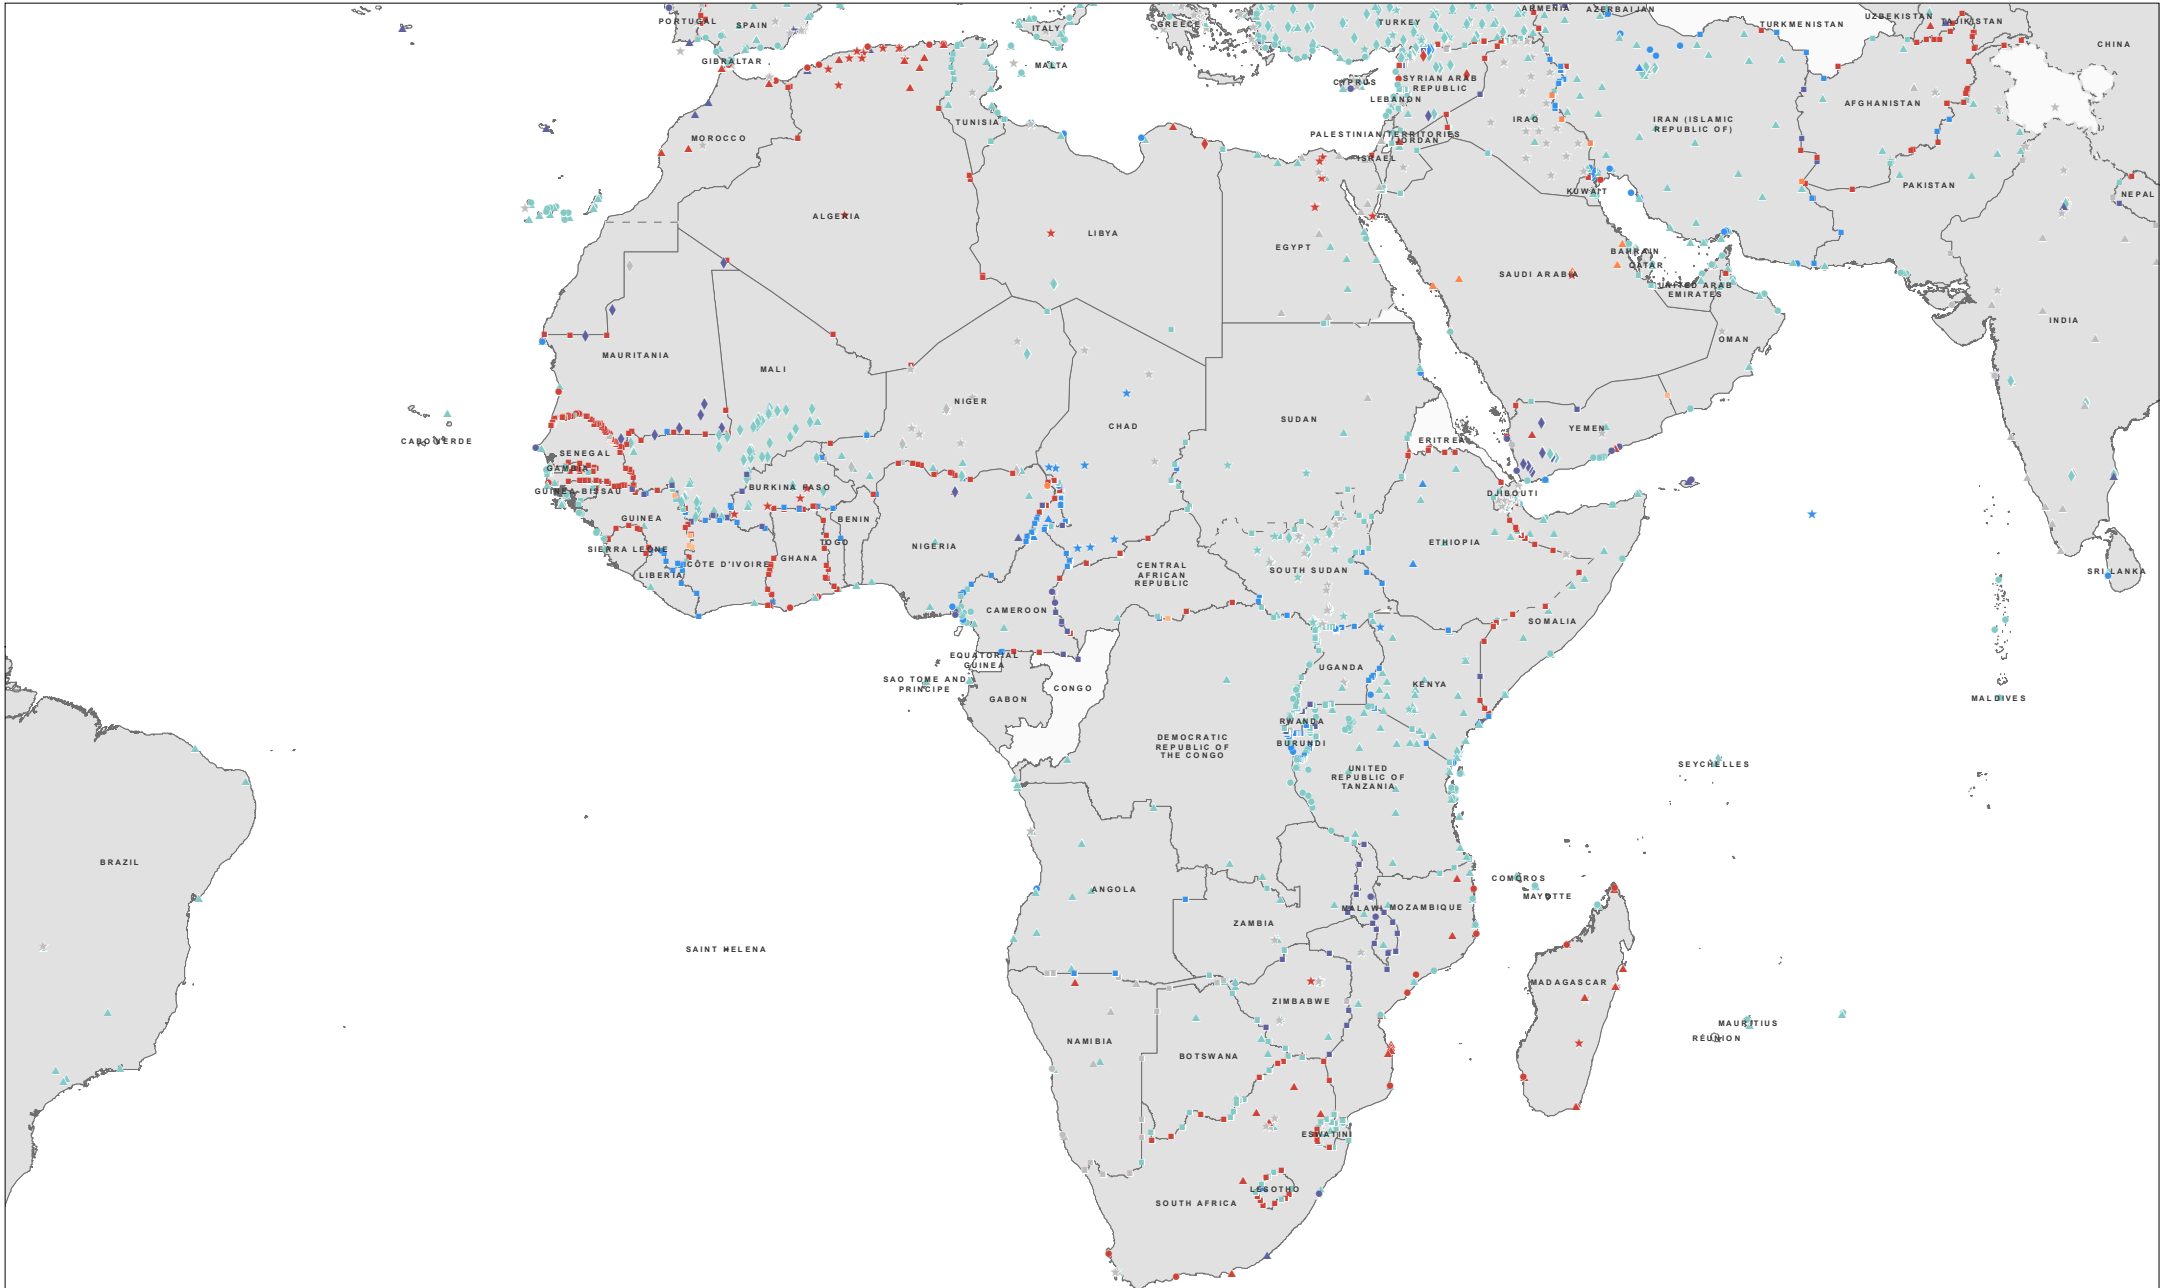 PORTUGAL
SPAIN
GIBRALTAR
ITALY
MALTA
GREECE
TURKEY
ARMENIA
AZERBAIJAN
TURKMENISTAN
UZBEKISTAN
TAJIKISTAN
CHINA
CYPRUS
SYRIAN ARAB
REPUBLIC
LEBANON
PALESTINIAN TERRITORIES
JORDAN
ISRAEL
IRAQ
IRAN (ISLAMIC
REPUBLIC OF)
AFGHANISTAN
PAKISTAN
NEPAL
KUWAIT
MOROCCO
TUNISIA
ALGERIA
LIBYA
EGYPT
SAUDI ARABIA
BAHRAIN
QATAR
UNITED ARAB
EMIRATES
OMAN
INDIA
MAURITANIA
MALI
NIGER
CHAD
SUDAN
ERITREA
YEMEN
CABO VERDE
SENEGAL
GAMBIA
GUINEA-BISSAU
GUINEA
SIERRA LEONE
LIBERIA
CÔTE D'IVOIRE
BURKINA FASO
GHANA
TOGO
BENIN
NIGERIA
CAMEROON
CENTRAL
AFRICAN
REPUBLIC
SOUTH SUDAN
ETHIOPIA
DJIBOUTI
SOMALIA
SRI LANKA
MALDIVES
EQUATORIAL
GUINEA
SAO TOME AND
PRINCIPE
GABON
CONGO
DEMOCRATIC
REPUBLIC OF
THE CONGO
UGANDA
KENYA
RWANDA
BURUNDI
UNITED
REPUBLIC OF
TANZANIA
SEYCHELLES
BRAZIL
SAINT HELENA
ANGOLA
ZAMBIA
MALAWI
MOZAMBIQUE
COMOROS
MAYOTTE
MADAGASCAR
MAURITIUS
RÉUNION
ZIMBABWE
NAMIBIA
BOTSWANA
ESWATINI
LESOTHO
SOUTH AFRICA